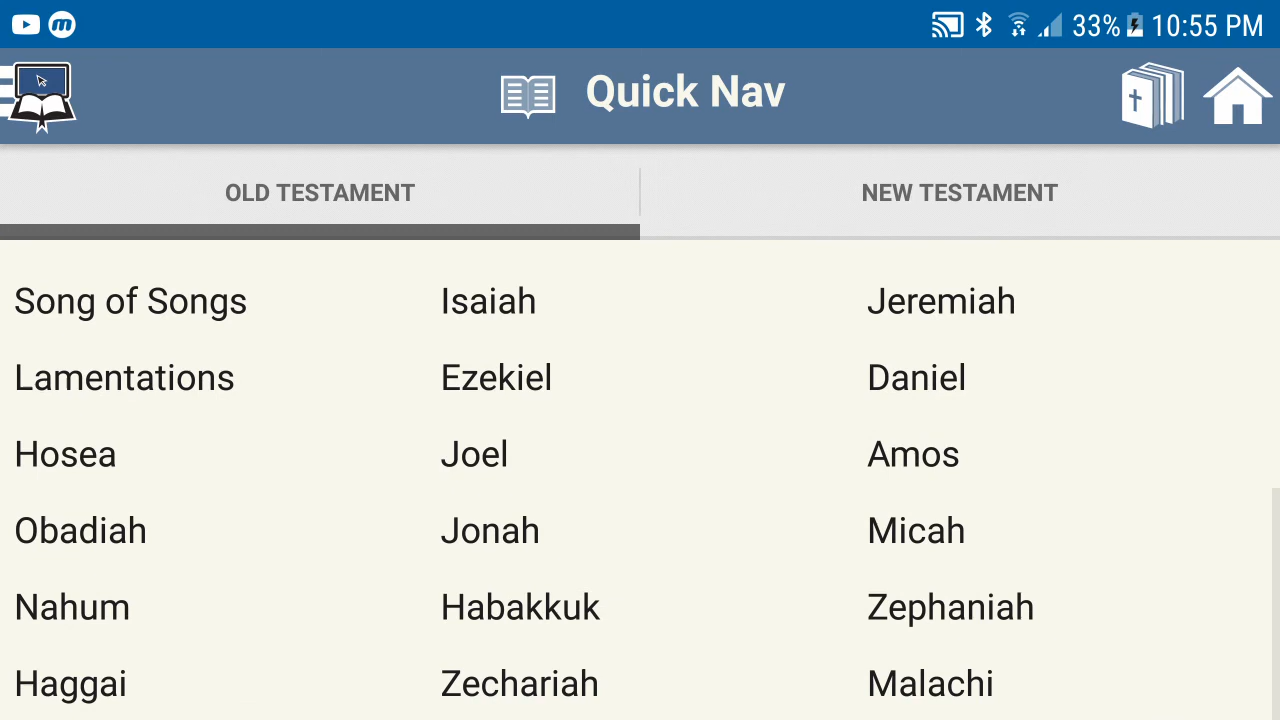 33% 10:55 PM
Quick Nav
OLD TESTAMENT NEW TESTAMENT
Song of Songs Isaiah Jeremiah
Lamentations Ezekiel Daniel
Hosea Joel Amos
Obadiah Jonah Micah
Nahum Habakkuk Zephaniah
Haggai Zechariah Malachi